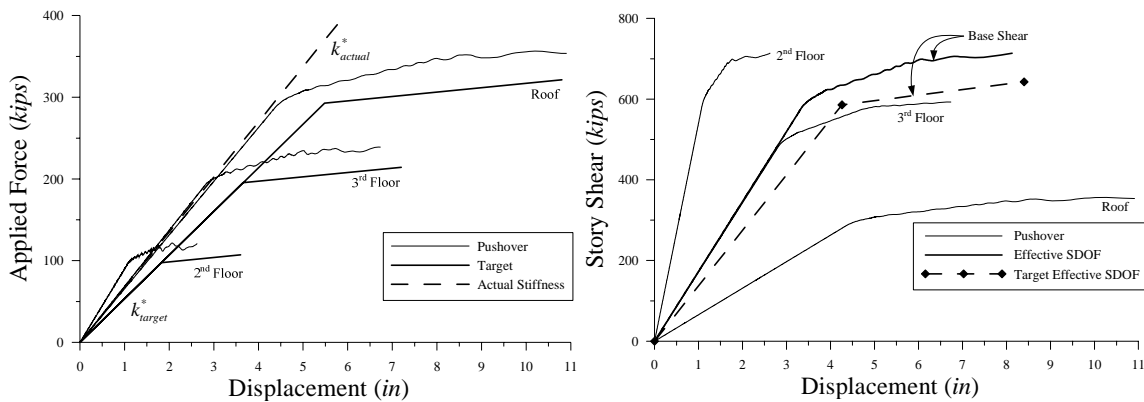 400
300
200
100
0
Applied Force (kips)
k*actual
Roof
3rd Floor
2nd Floor
k*target
Pushover
Target
Actual Stiffness
0 1 2 3 4 5 6 7 8 9 10 11
Displacement (in)
800
600
400
200
0
Story Shear (kips)
2nd Floor
Base Shear
3rd Floor
Roof
Pushover
Effective SDOF
Target Effective SDOF
0 1 2 3 4 5 6 7 8 9 10 11
Displacement (in)